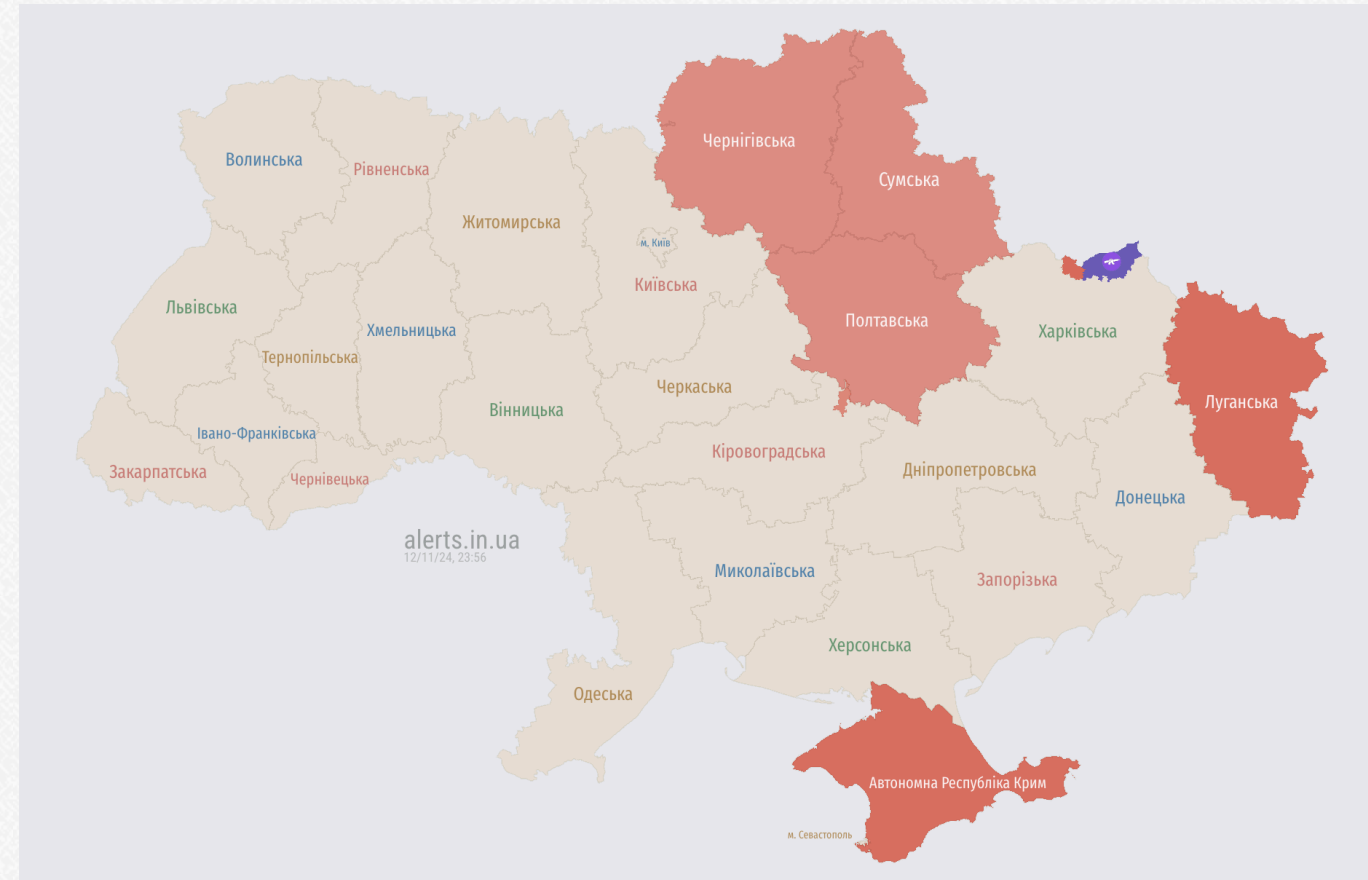 Чернігівська
Волинська
Рівненська
Сумська
Житомирська
м. Київ
Київська
Львівська
Полтавська
Хмельницька
Харківська
Тернопільська
Черкаська
Луганська
Вінницька
Івано-Франківська
Кіровоградська
Закарпатська
Дніпропетровська
Чернівецька
Донецька
alerts.in.ua
12/11/24, 23:56
Миколаївська
Запорізька
Херсонська
Одеська
Автономна Республіка Крим
м. Севастополь